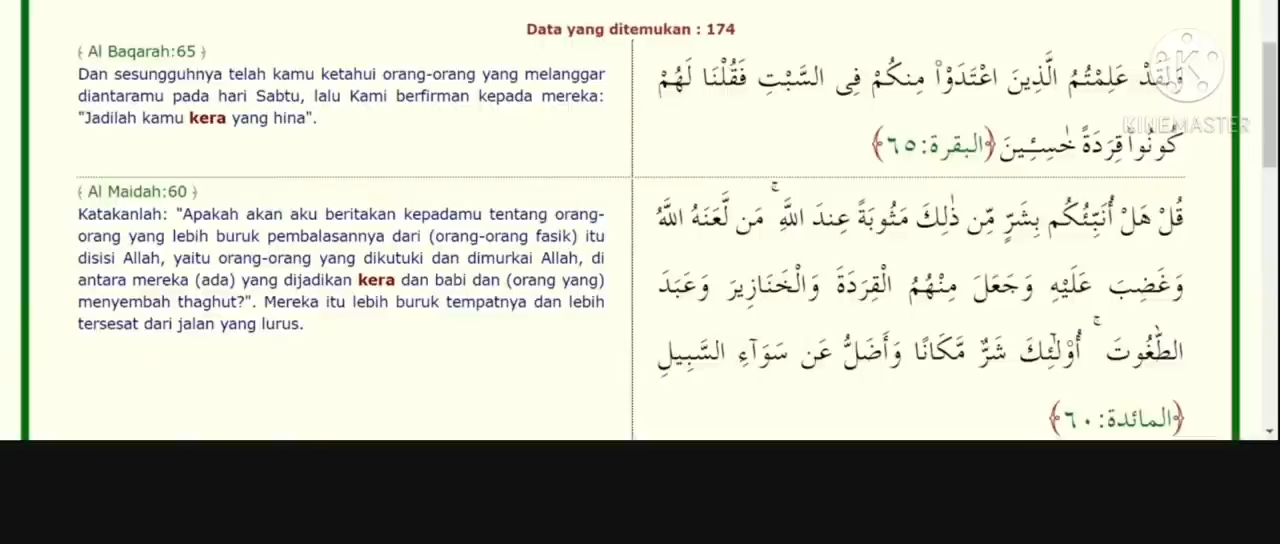 Data yang ditemukan : 174
﴾ Al Baqarah:65 ﴿
Dan sesungguhnya telah kamu ketahui orang-orang yang melanggar
diantaramu pada hari Sabtu, lalu Kami berfirman kepada mereka:
"Jadilah kamu kera yang hina".
وَلَقَدْ عَلِمْتُمُ الَّذِينَ اعْتَدَوْا۟ مِنكُمْ فِى السَّبْتِ فَقُلْنَا لَهُمْ
كُونُوا۟ قِرَدَةً خَٰسِـِٔينَ ﴿البقرة:٦٥﴾
﴾ Al Maidah:60 ﴿
Katakanlah: "Apakah akan aku beritakan kepadamu tentang orang-
orang yang lebih buruk pembalasannya dari (orang-orang fasik) itu
disisi Allah, yaitu orang-orang yang dikutuki dan dimurkai Allah, di
antara mereka (ada) yang dijadikan kera dan babi dan (orang yang)
menyembah thaghut?". Mereka itu lebih buruk tempatnya dan lebih
tersesat dari jalan yang lurus.
قُلْ هَلْ أُنَبِّئُكُم بِشَرٍّ مِّن ذَٰلِكَ مَثُوبَةً عِندَ اللَّهِ ۚ مَن لَّعَنَهُ اللَّهُ
وَغَضِبَ عَلَيْهِ وَجَعَلَ مِنْهُمُ الْقِرَدَةَ وَالْخَنَازِيرَ وَعَبَدَ
الطَّٰغُوتَ ۚ أُو۟لَٰٓئِكَ شَرٌّ مَّكَانًا وَأَضَلُّ عَن سَوَآءِ السَّبِيلِ
﴿المائدة:٦٠﴾
KINEMASTER